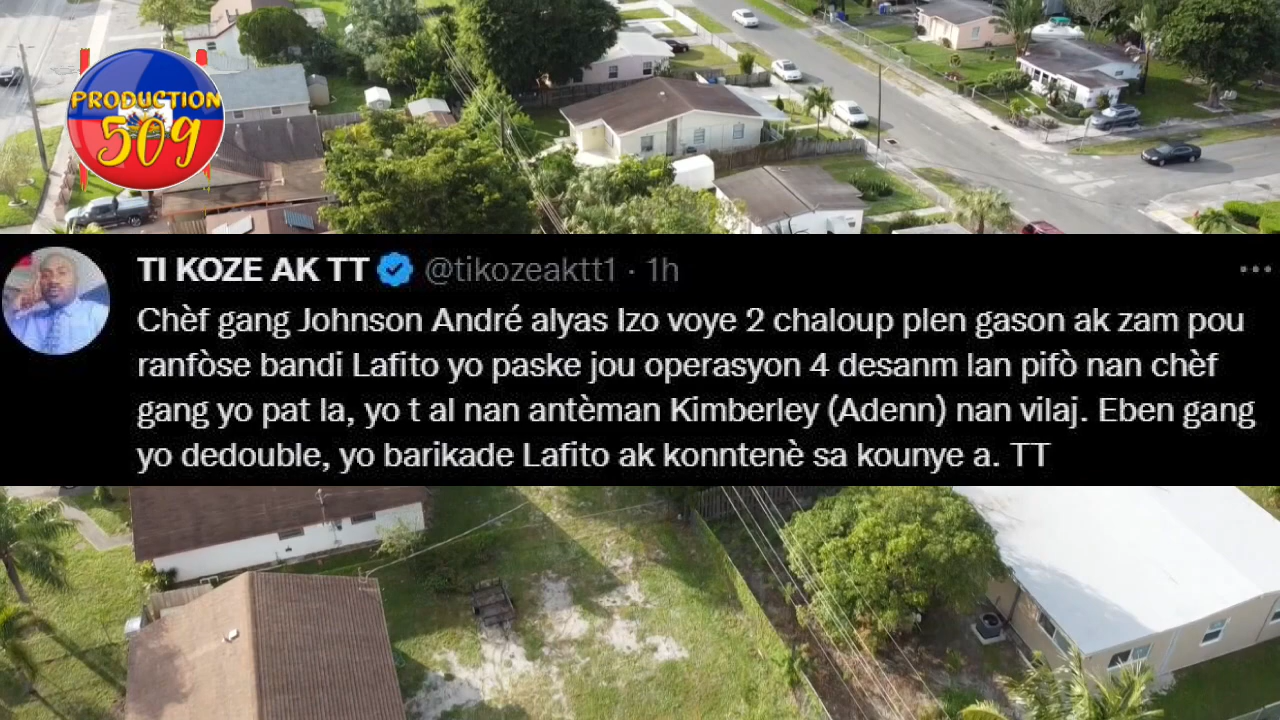 PRODUCTION
509
TI KOZE AK TT @tikozeaktt1 · 1h
Chèf gang Johnson André alyas Izo voye 2 chaloup plen gason ak zam pou
ranfòse bandi Lafito yo paske jou operasyon 4 desanm lan pifò nan chèf
gang yo pat la, yo t al nan antèman Kimberley (Adenn) nan vilaj. Eben gang
yo dedouble, yo barikade Lafito ak konntenè sa kounye a. TT